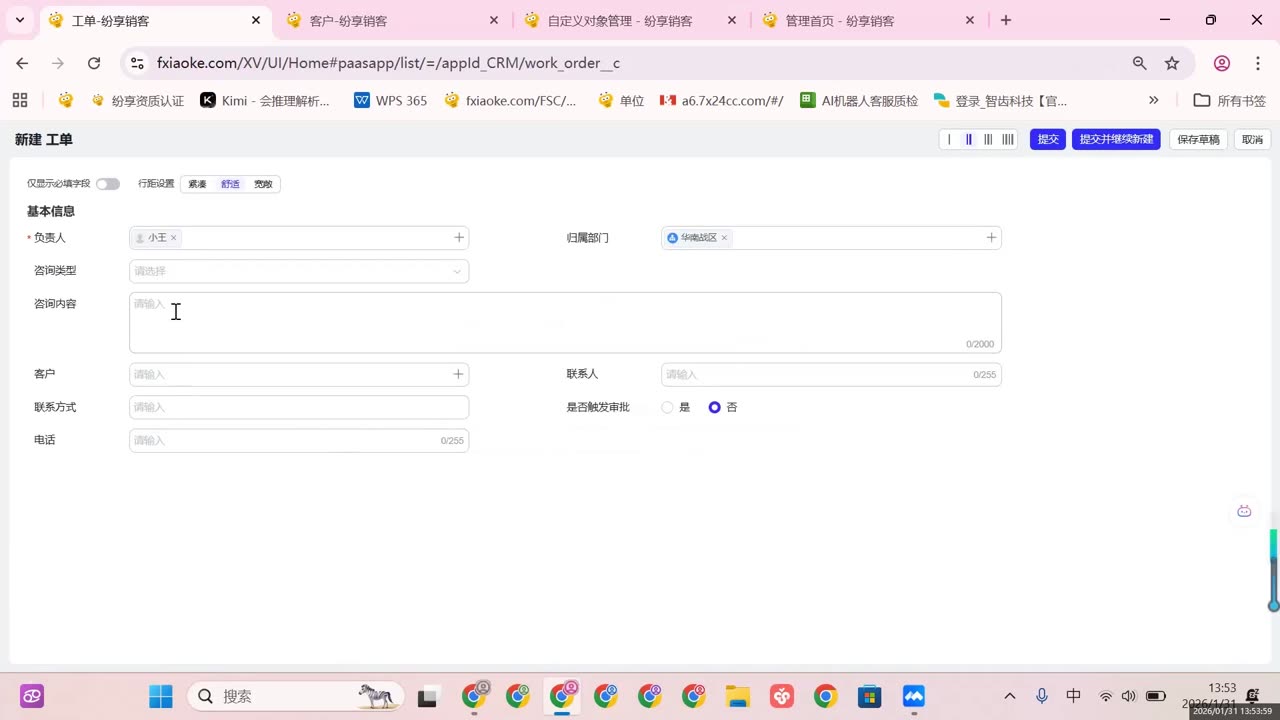 工单-纷享销客
客户-纷享销客
自定义对象管理 - 纷享销客
管理首页 - 纷享销客
fxiaoke.com/XV/UI/Home#paasapp/list/=/appId_CRM/work_order__c
纷享资质认证
Kimi - 会推理解析...
WPS 365
fxiaoke.com/FSC/...
单位
a6.7x24cc.com/#/
AI机器人客服质检
登录_智齿科技【官...
所有书签
新建 工单
提交
提交并继续新建
保存草稿
取消
仅显示必填字段
行距设置 紧凑 舒适 宽敞
基本信息
* 负责人 小王 ×
归属部门 华南战区 ×
咨询类型 请选择
咨询内容 请输入
0/2000
客户 请输入
联系人 请输入 0/255
联系方式 请输入
是否触发审批 是 否
电话 请输入 0/255
搜索
中
13:53
2026/01/31
2026/01/31 13:53:59